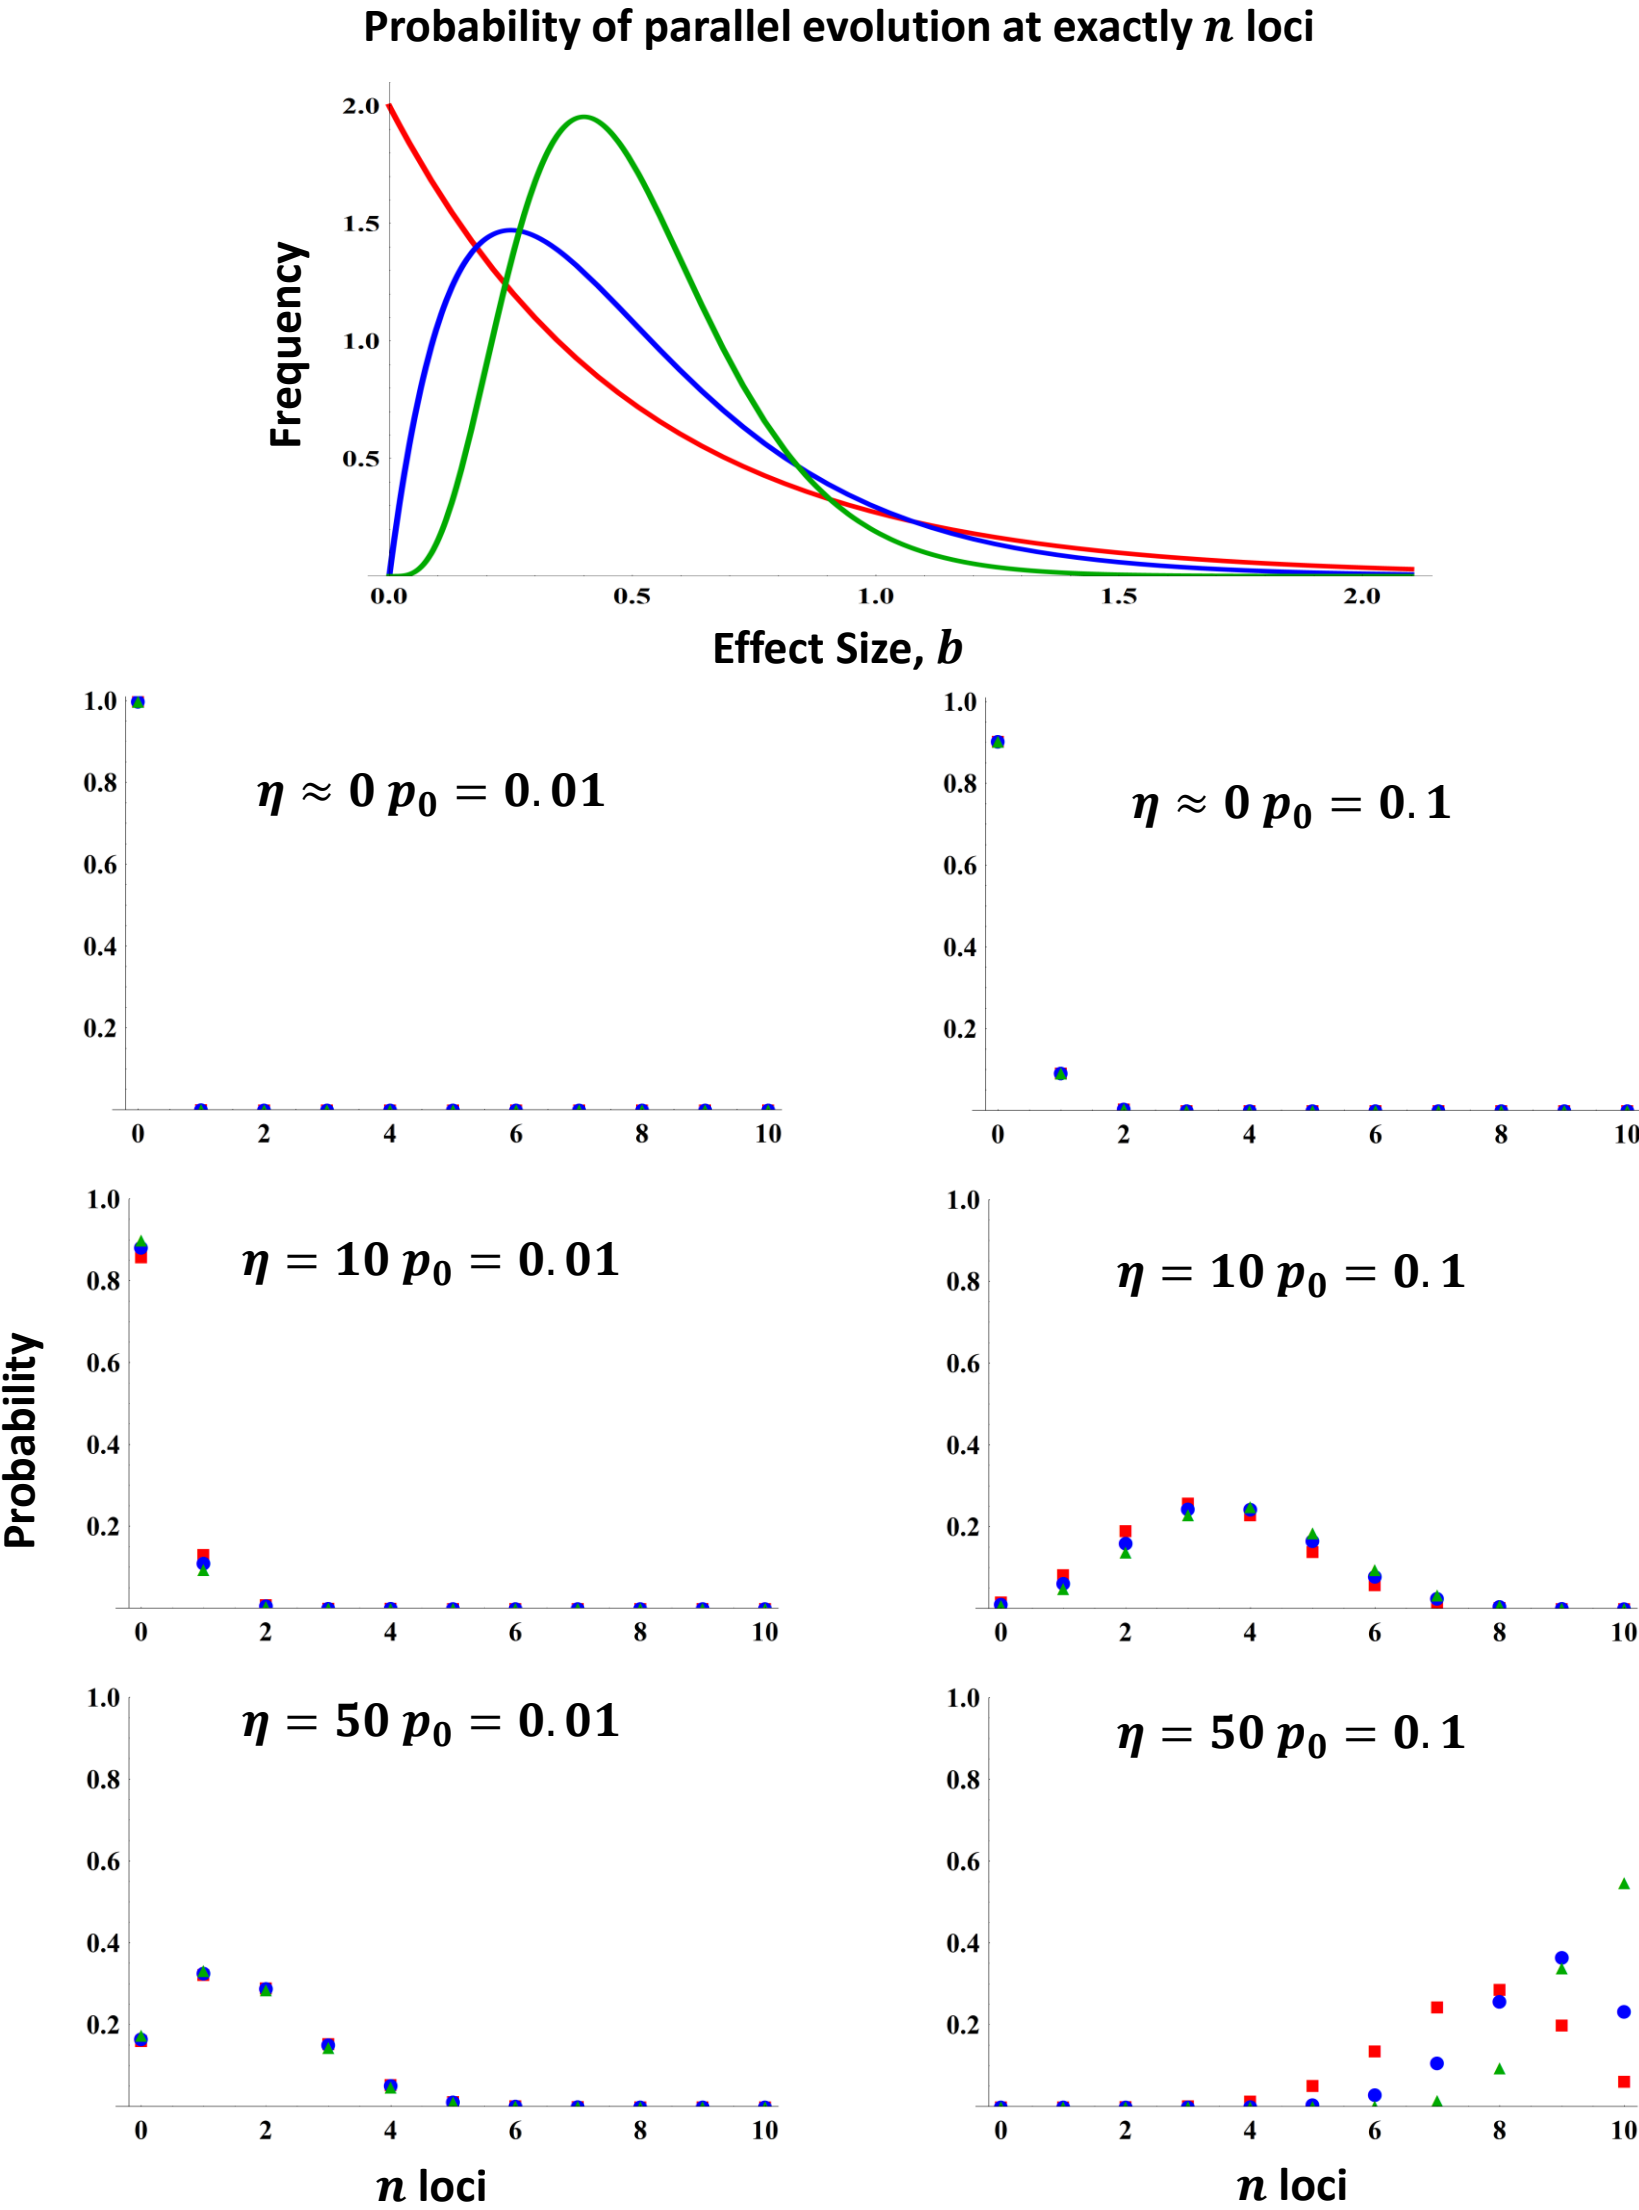 Probability of parallel evolution at exactly n loci
2.0
1.5
1.0
0.5
Frequency
0.0 0.5 1.0 1.5 2.0
Effect Size, b
1.0
0.8
0.6
0.4
0.2
η ≈ 0 p₀ = 0.01
0 2 4 6 8 10
1.0
0.8
0.6
0.4
0.2
η ≈ 0 p₀ = 0.1
0 2 4 6 8 10
Probability
1.0
0.8
0.6
0.4
0.2
η = 10 p₀ = 0.01
0 2 4 6 8 10
1.0
0.8
0.6
0.4
0.2
η = 10 p₀ = 0.1
0 2 4 6 8 10
1.0
0.8
0.6
0.4
0.2
η = 50 p₀ = 0.01
0 2 4 6 8 10
n loci
1.0
0.8
0.6
0.4
0.2
η = 50 p₀ = 0.1
0 2 4 6 8 10
n loci